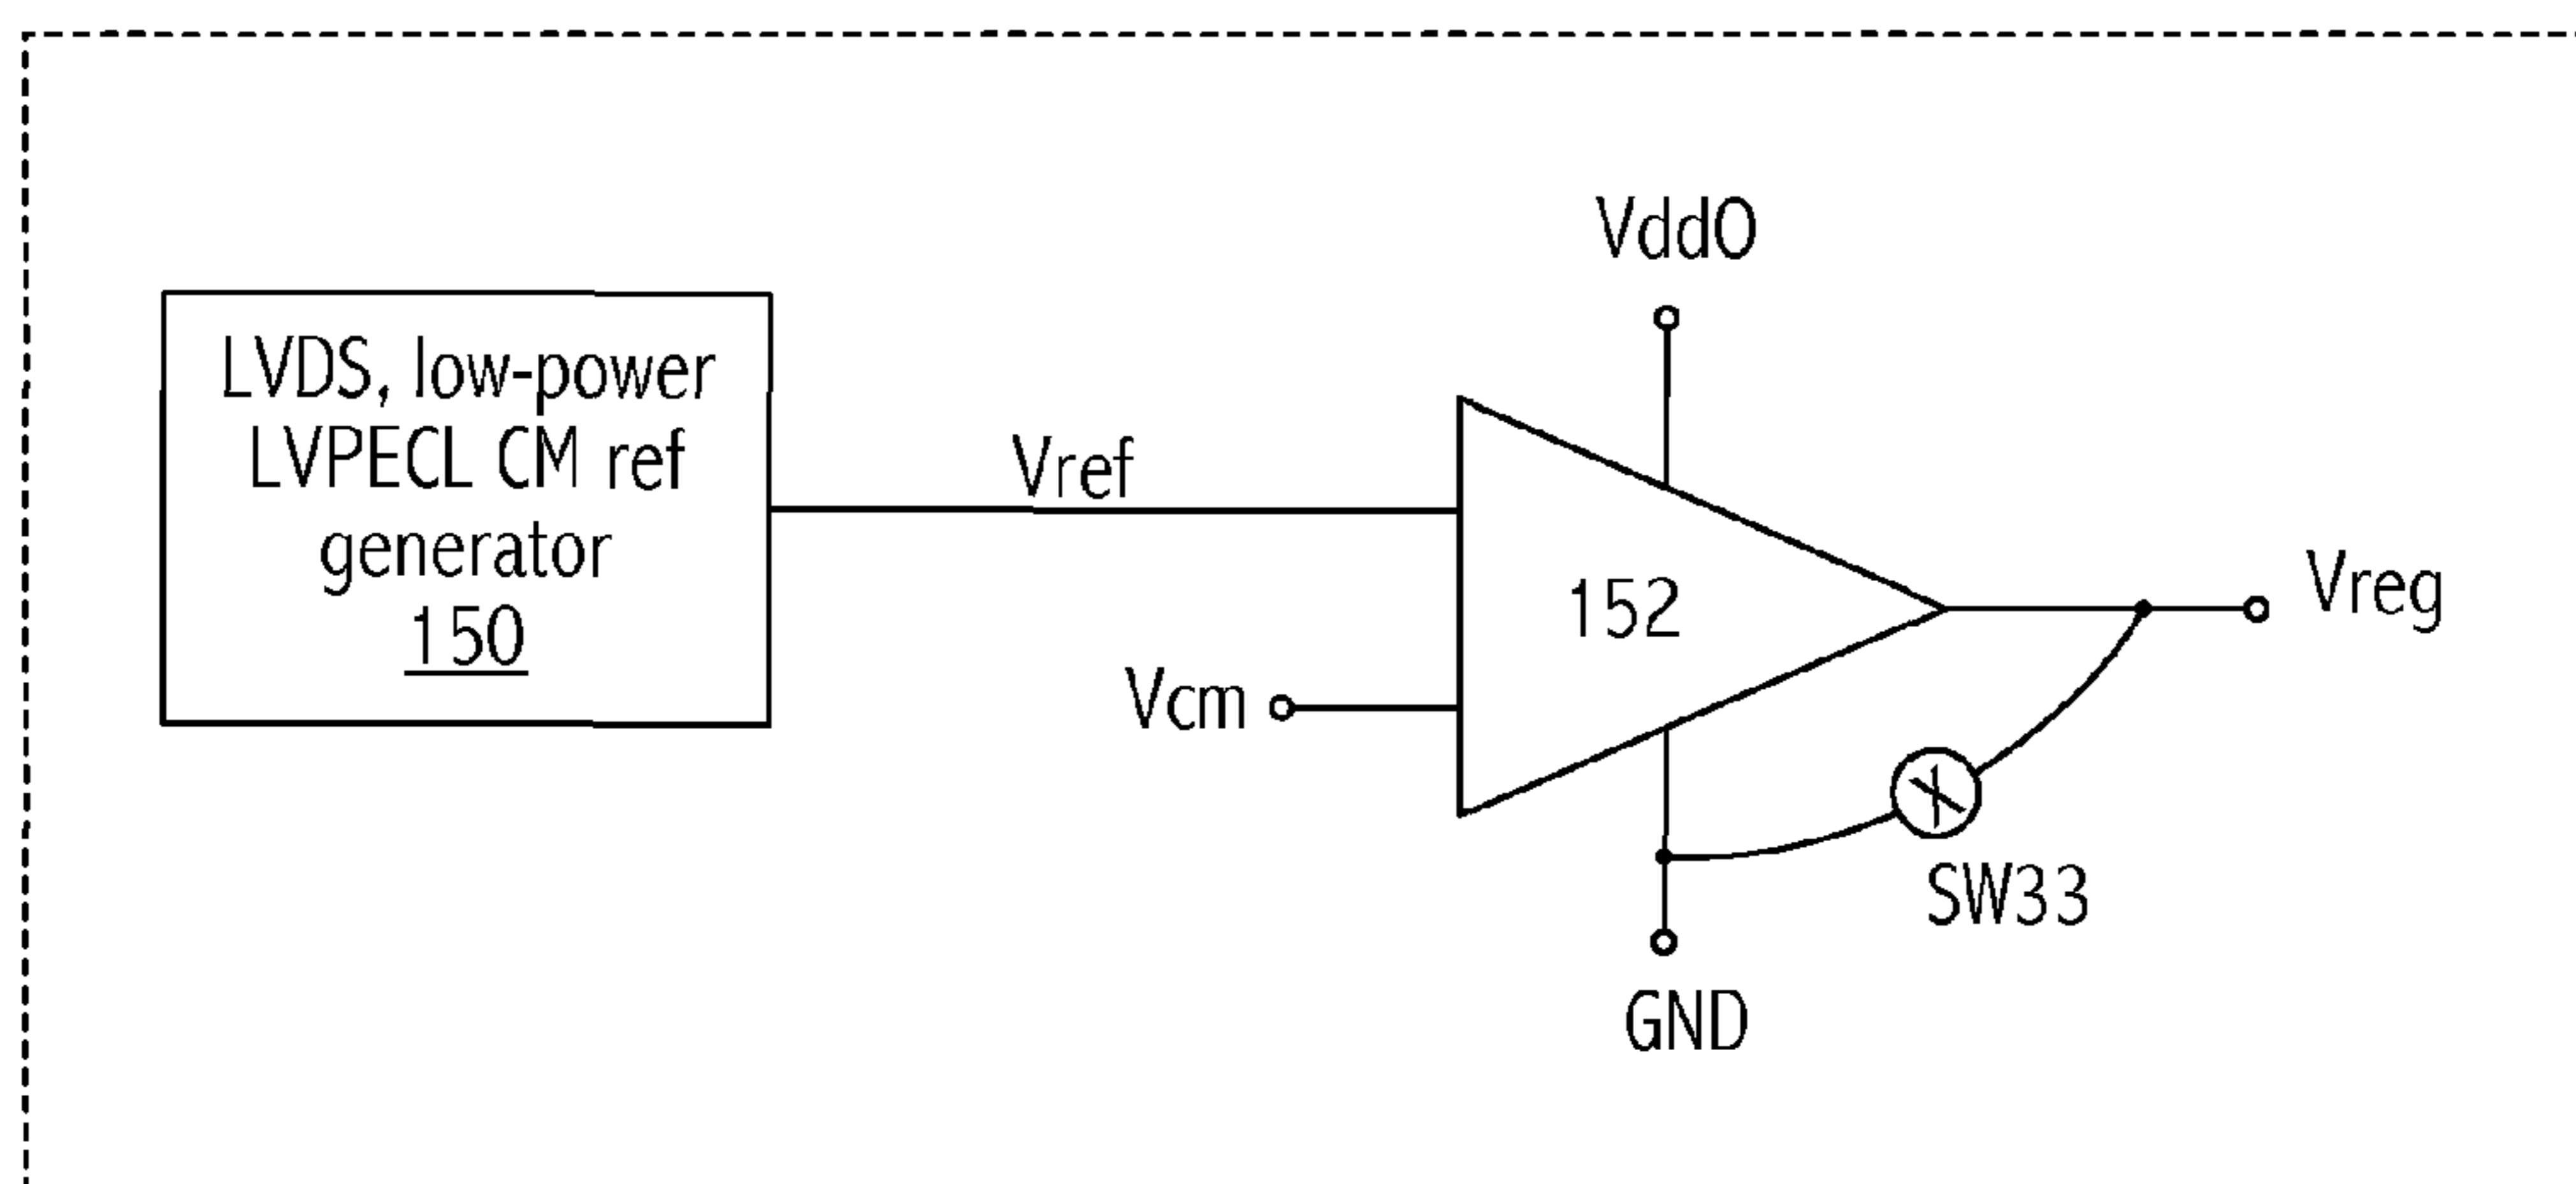 VddO
LVDS, low-power
LVPECL CM ref
generator
150
Vref
152
Vreg
Vcm
SW33
GND